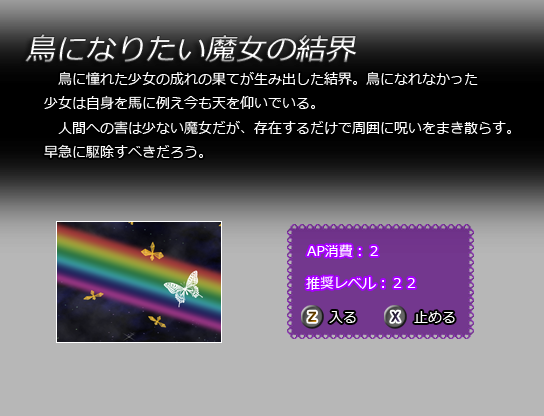 鳥になりたい魔女の結界
鳥に憧れた少女の成れの果てが生み出した結界。鳥になれなかった
少女は自身を馬に例え今も天を仰いでいる。
人間への害は少ない魔女だが、存在するだけで周囲に呪いをまき散らす。
早急に駆除すべきだろう。
AP消費：２
推奨レベル：２２
Z 入る X 止める